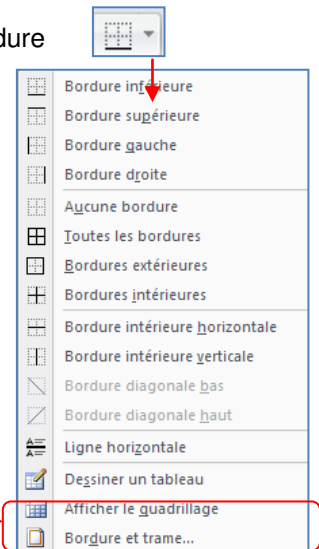 dure
Bordure inférieure
Bordure supérieure
Bordure gauche
Bordure droite
Aucune bordure
Toutes les bordures
Bordures extérieures
Bordures intérieures
Bordure intérieure horizontale
Bordure intérieure verticale
Bordure diagonale bas
Bordure diagonale haut
Ligne horizontale
Dessiner un tableau
Afficher le quadrillage
Bordure et trame...